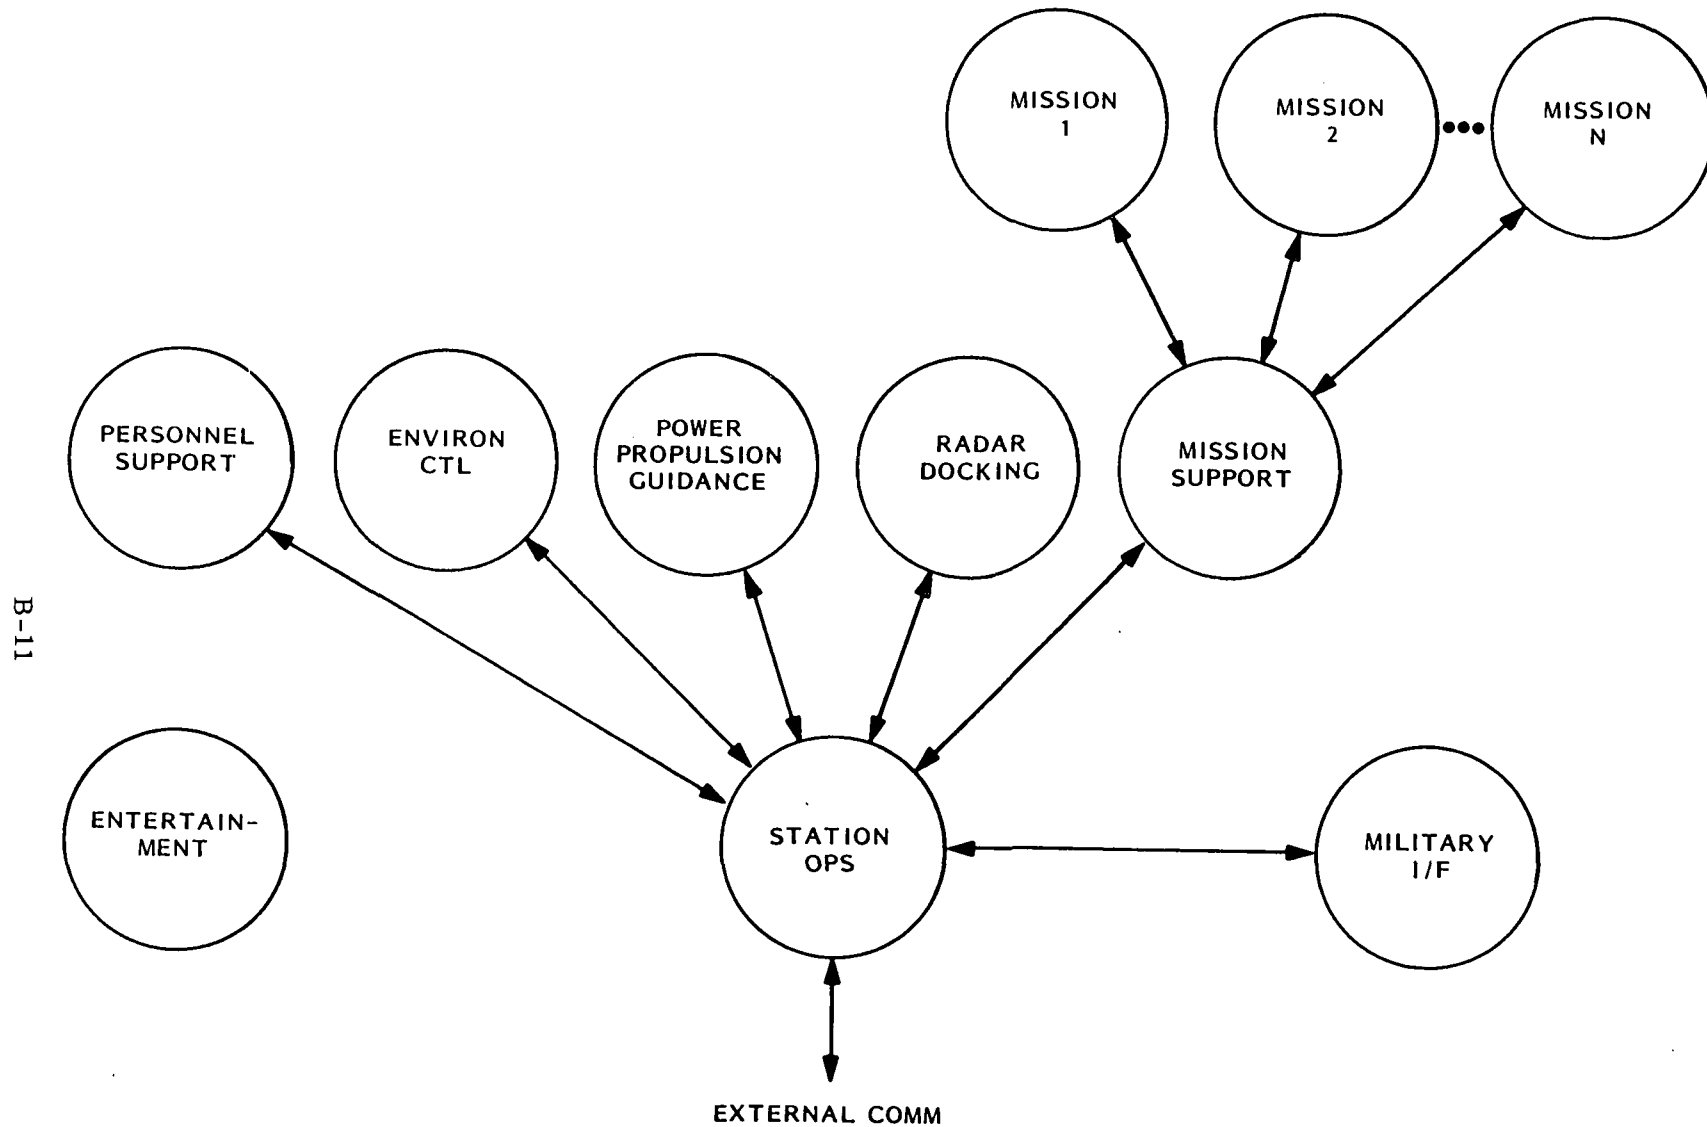 MISSION
1
MISSION
2
MISSION
N
PERSONNEL
SUPPORT
ENVIRON
CTL
POWER
PROPULSION
GUIDANCE
RADAR
DOCKING
MISSION
SUPPORT
B-11
ENTERTAIN-
MENT
STATION
OPS
MILITARY
I/F
EXTERNAL COMM